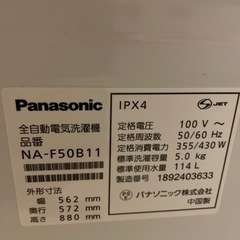 Panasonic
全自動電気洗濯機
品番
NA-F50B11
外形寸法
幅 562 mm
奥行 572 mm
高さ 880 mm
IPX4
JET
定格電圧 100 V ～
定格周波数 50/60 Hz
定格消費電力 355/430 W
標準洗濯容量 5.0 kg
標準使用水量 114 L
製造番号 1892403633
パナソニック株式会社
中国製